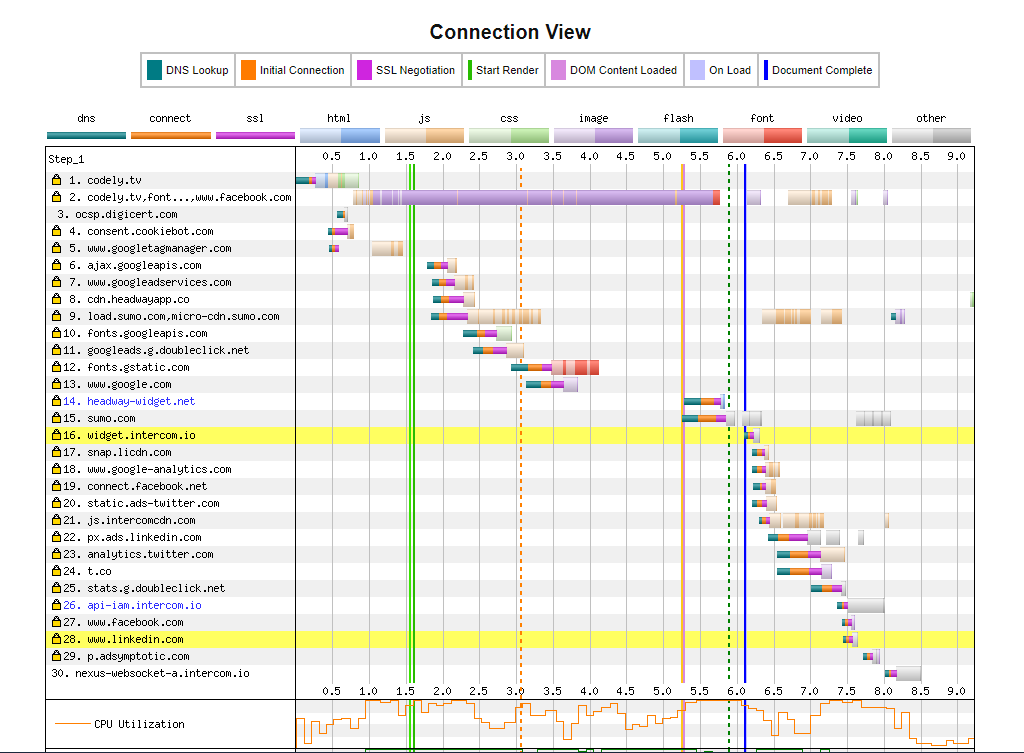 Connection View
DNS Lookup Initial Connection SSL Negotiation Start Render DOM Content Loaded On Load Document Complete
dns connect ssl html js css image flash font video other
Step_1 0.5 1.0 1.5 2.0 2.5 3.0 3.5 4.0 4.5 5.0 5.5 6.0 6.5 7.0 7.5 8.0 8.5 9.0
1. codely.tv
2. codely.tv,font...,www.facebook.com
3. ocsp.digicert.com
4. consent.cookiebot.com
5. www.googletagmanager.com
6. ajax.googleapis.com
7. www.googleadservices.com
8. cdn.headwayapp.co
9. load.sumo.com,micro-cdn.sumo.com
10. fonts.googleapis.com
11. googleads.g.doubleclick.net
12. fonts.gstatic.com
13. www.google.com
14. headway-widget.net
15. sumo.com
16. widget.intercom.io
17. snap.licdn.com
18. www.google-analytics.com
19. connect.facebook.net
20. static.ads-twitter.com
21. js.intercomcdn.com
22. px.ads.linkedin.com
23. analytics.twitter.com
24. t.co
25. stats.g.doubleclick.net
26. api-iam.intercom.io
27. www.facebook.com
28. www.linkedin.com
29. p.adsymptotic.com
30. nexus-websocket-a.intercom.io
0.5 1.0 1.5 2.0 2.5 3.0 3.5 4.0 4.5 5.0 5.5 6.0 6.5 7.0 7.5 8.0 8.5 9.0
CPU Utilization